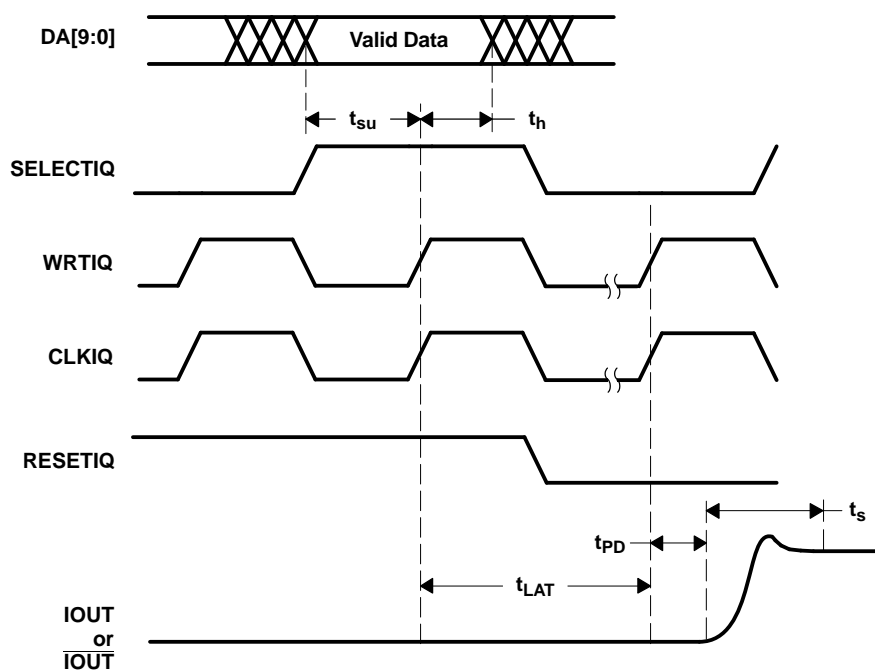 DA[9:0]
Valid Data
tsu
th
SELECTIQ
WRTIQ
CLKIQ
RESETIQ
ts
tPD
tLAT
IOUT
or
IOUT